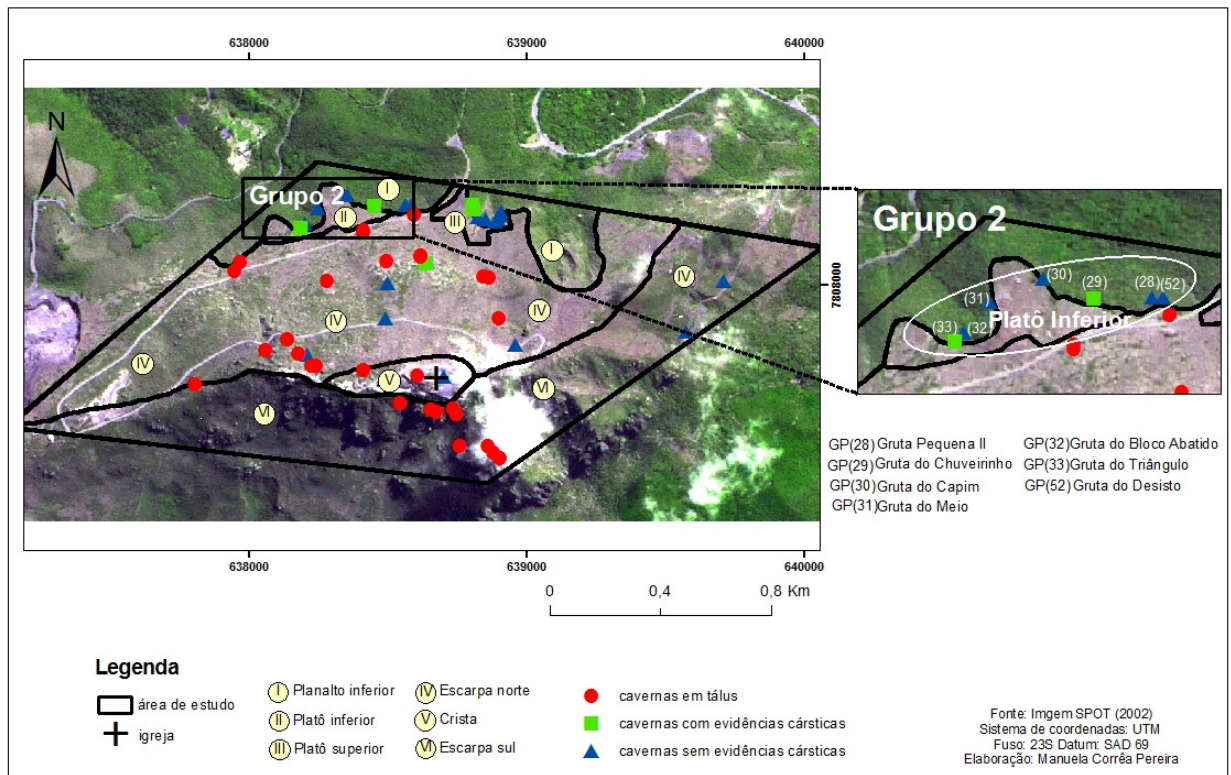 638000
639000
640000
N
Grupo 2
I
II
III
I
IV
IV
IV
IV
V
VI
VI
7808000
638000
639000
640000
0
0,4
0,8 Km
Grupo 2
(30)
(29)
(28)
(52)
(31)
Platô Inferior
(33)
(32)
GP(28)Gruta Pequena II
GP(29)Gruta do Chuveirinho
GP(30)Gruta do Capim
GP(31)Gruta do Meio
GP(32)Gruta do Bloco Abatido
GP(33)Gruta do Triângulo
GP(52)Gruta do Desisto
Legenda
área de estudo
igreja
I Planalto inferior
II Platô inferior
III Platô superior
IV Escarpa norte
V Crista
VI Escarpa sul
cavernas em tálus
cavernas com evidências cársticas
cavernas sem evidências cársticas
Fonte: Imgem SPOT (2002)
Sistema de coordenadas: UTM
Fuso: 23S Datum: SAD 69
Elaboração: Manuela Corrêa Pereira